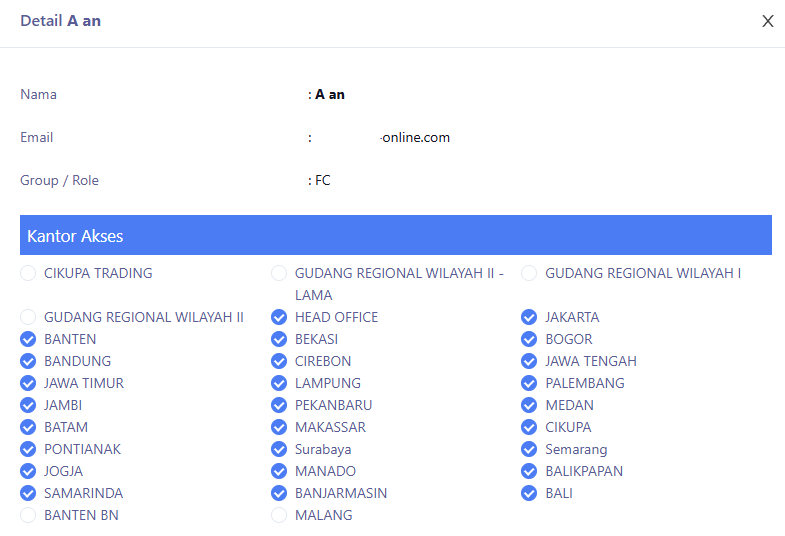 Detail A an
X
Nama : A an
Email : -online.com
Group / Role : FC
Kantor Akses
CIKUPA TRADING GUDANG REGIONAL WILAYAH II - GUDANG REGIONAL WILAYAH I
LAMA
GUDANG REGIONAL WILAYAH II HEAD OFFICE JAKARTA
BANTEN BEKASI BOGOR
BANDUNG CIREBON JAWA TENGAH
JAWA TIMUR LAMPUNG PALEMBANG
JAMBI PEKANBARU MEDAN
BATAM MAKASSAR CIKUPA
PONTIANAK Surabaya Semarang
JOGJA MANADO BALIKPAPAN
SAMARINDA BANJARMASIN BALI
BANTEN BN MALANG